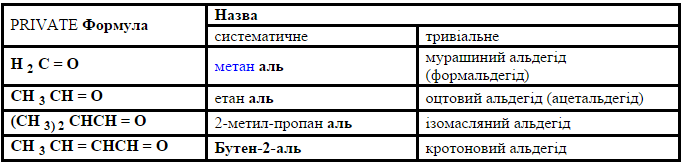 PRIVATE Формула Назва
систематичне тривіальне
H 2 C = O метан аль мурашиний альдегід
(формальдегід)
CH 3 CH = O етан аль оцтовий альдегід (ацетальдегід)
(CH 3) 2 CHCH = O 2-метил-пропан аль ізомасляний альдегід
CH 3 CH = CHCH = O Бутен-2-аль кротоновий альдегід